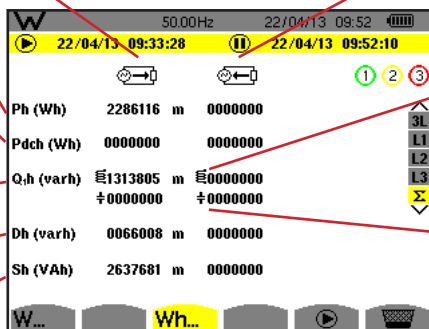 W 50.00Hz 22/04/13 09:52
22/04/13 09:33:28 22/04/13 09:52:10
1 2 3
Ph (Wh) 2286116 m 0000000
3L
Pdch (Wh) 0000000 0000000
L1
L2
Q₁h (varh) 1313805 m 0000000
L3
0000000 0000000
Σ
Dh (varh) 0066008 m 0000000
Sh (VAh) 2637681 m 0000000
W... Wh...